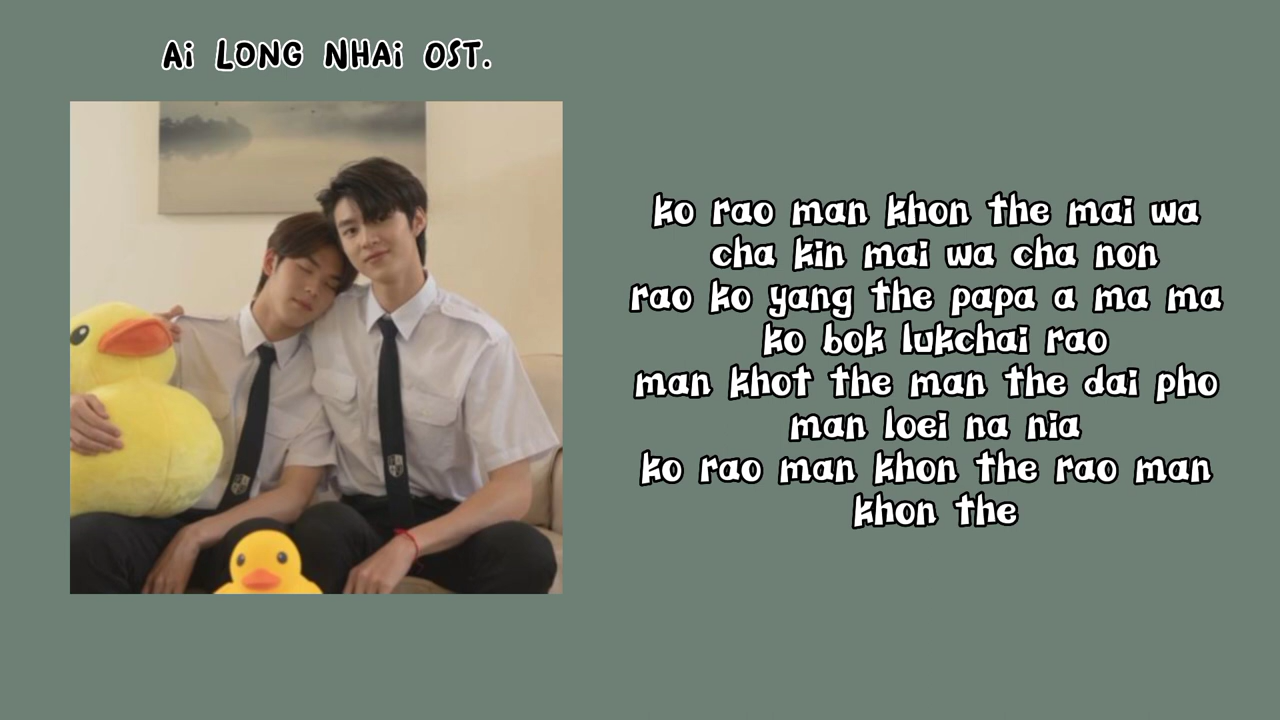 Ai LONG NHAi OST.
ko rao man khon the mai wa
cha kin mai wa cha non
rao ko yang the papa a ma ma
ko bok lukchai rao
man khot the man the dai pho
man loei na nia
ko rao man khon the rao man
khon the